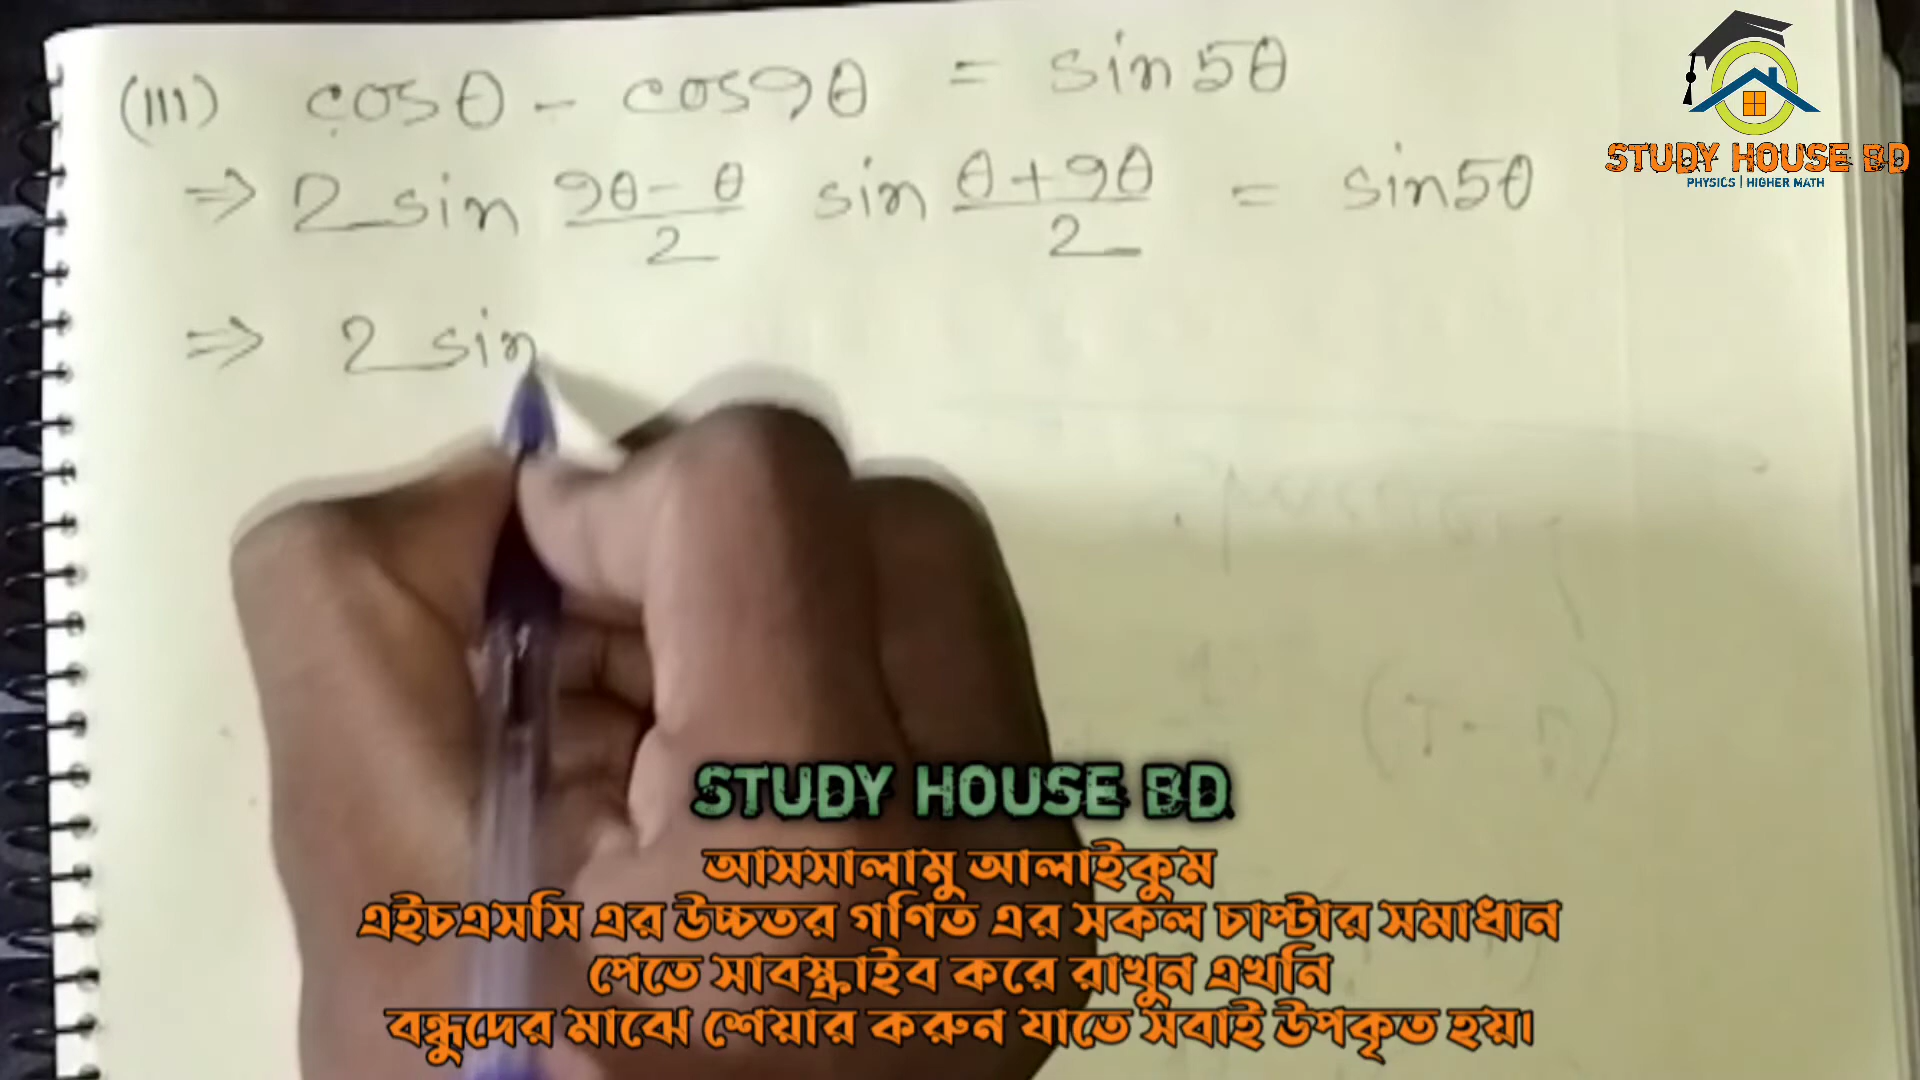 (III) cosθ - cos9θ = sin5θ
⇒ 2 sin (9θ-θ)/2 sin (θ+9θ)/2 = sin5θ
⇒ 2 sin
STUDY HOUSE BD
PHYSICS | HIGHER MATH
STUDY HOUSE BD
আসসালামু আলাইকুম
এইচএসসি এর উচ্চতর গণিত এর সকল চাপ্টার সমাধান
পেতে সাবস্ক্রাইব করে রাখুন এখনি
বন্ধুদের মাঝে শেয়ার করুন যাতে সবাই উপকৃত হয়।